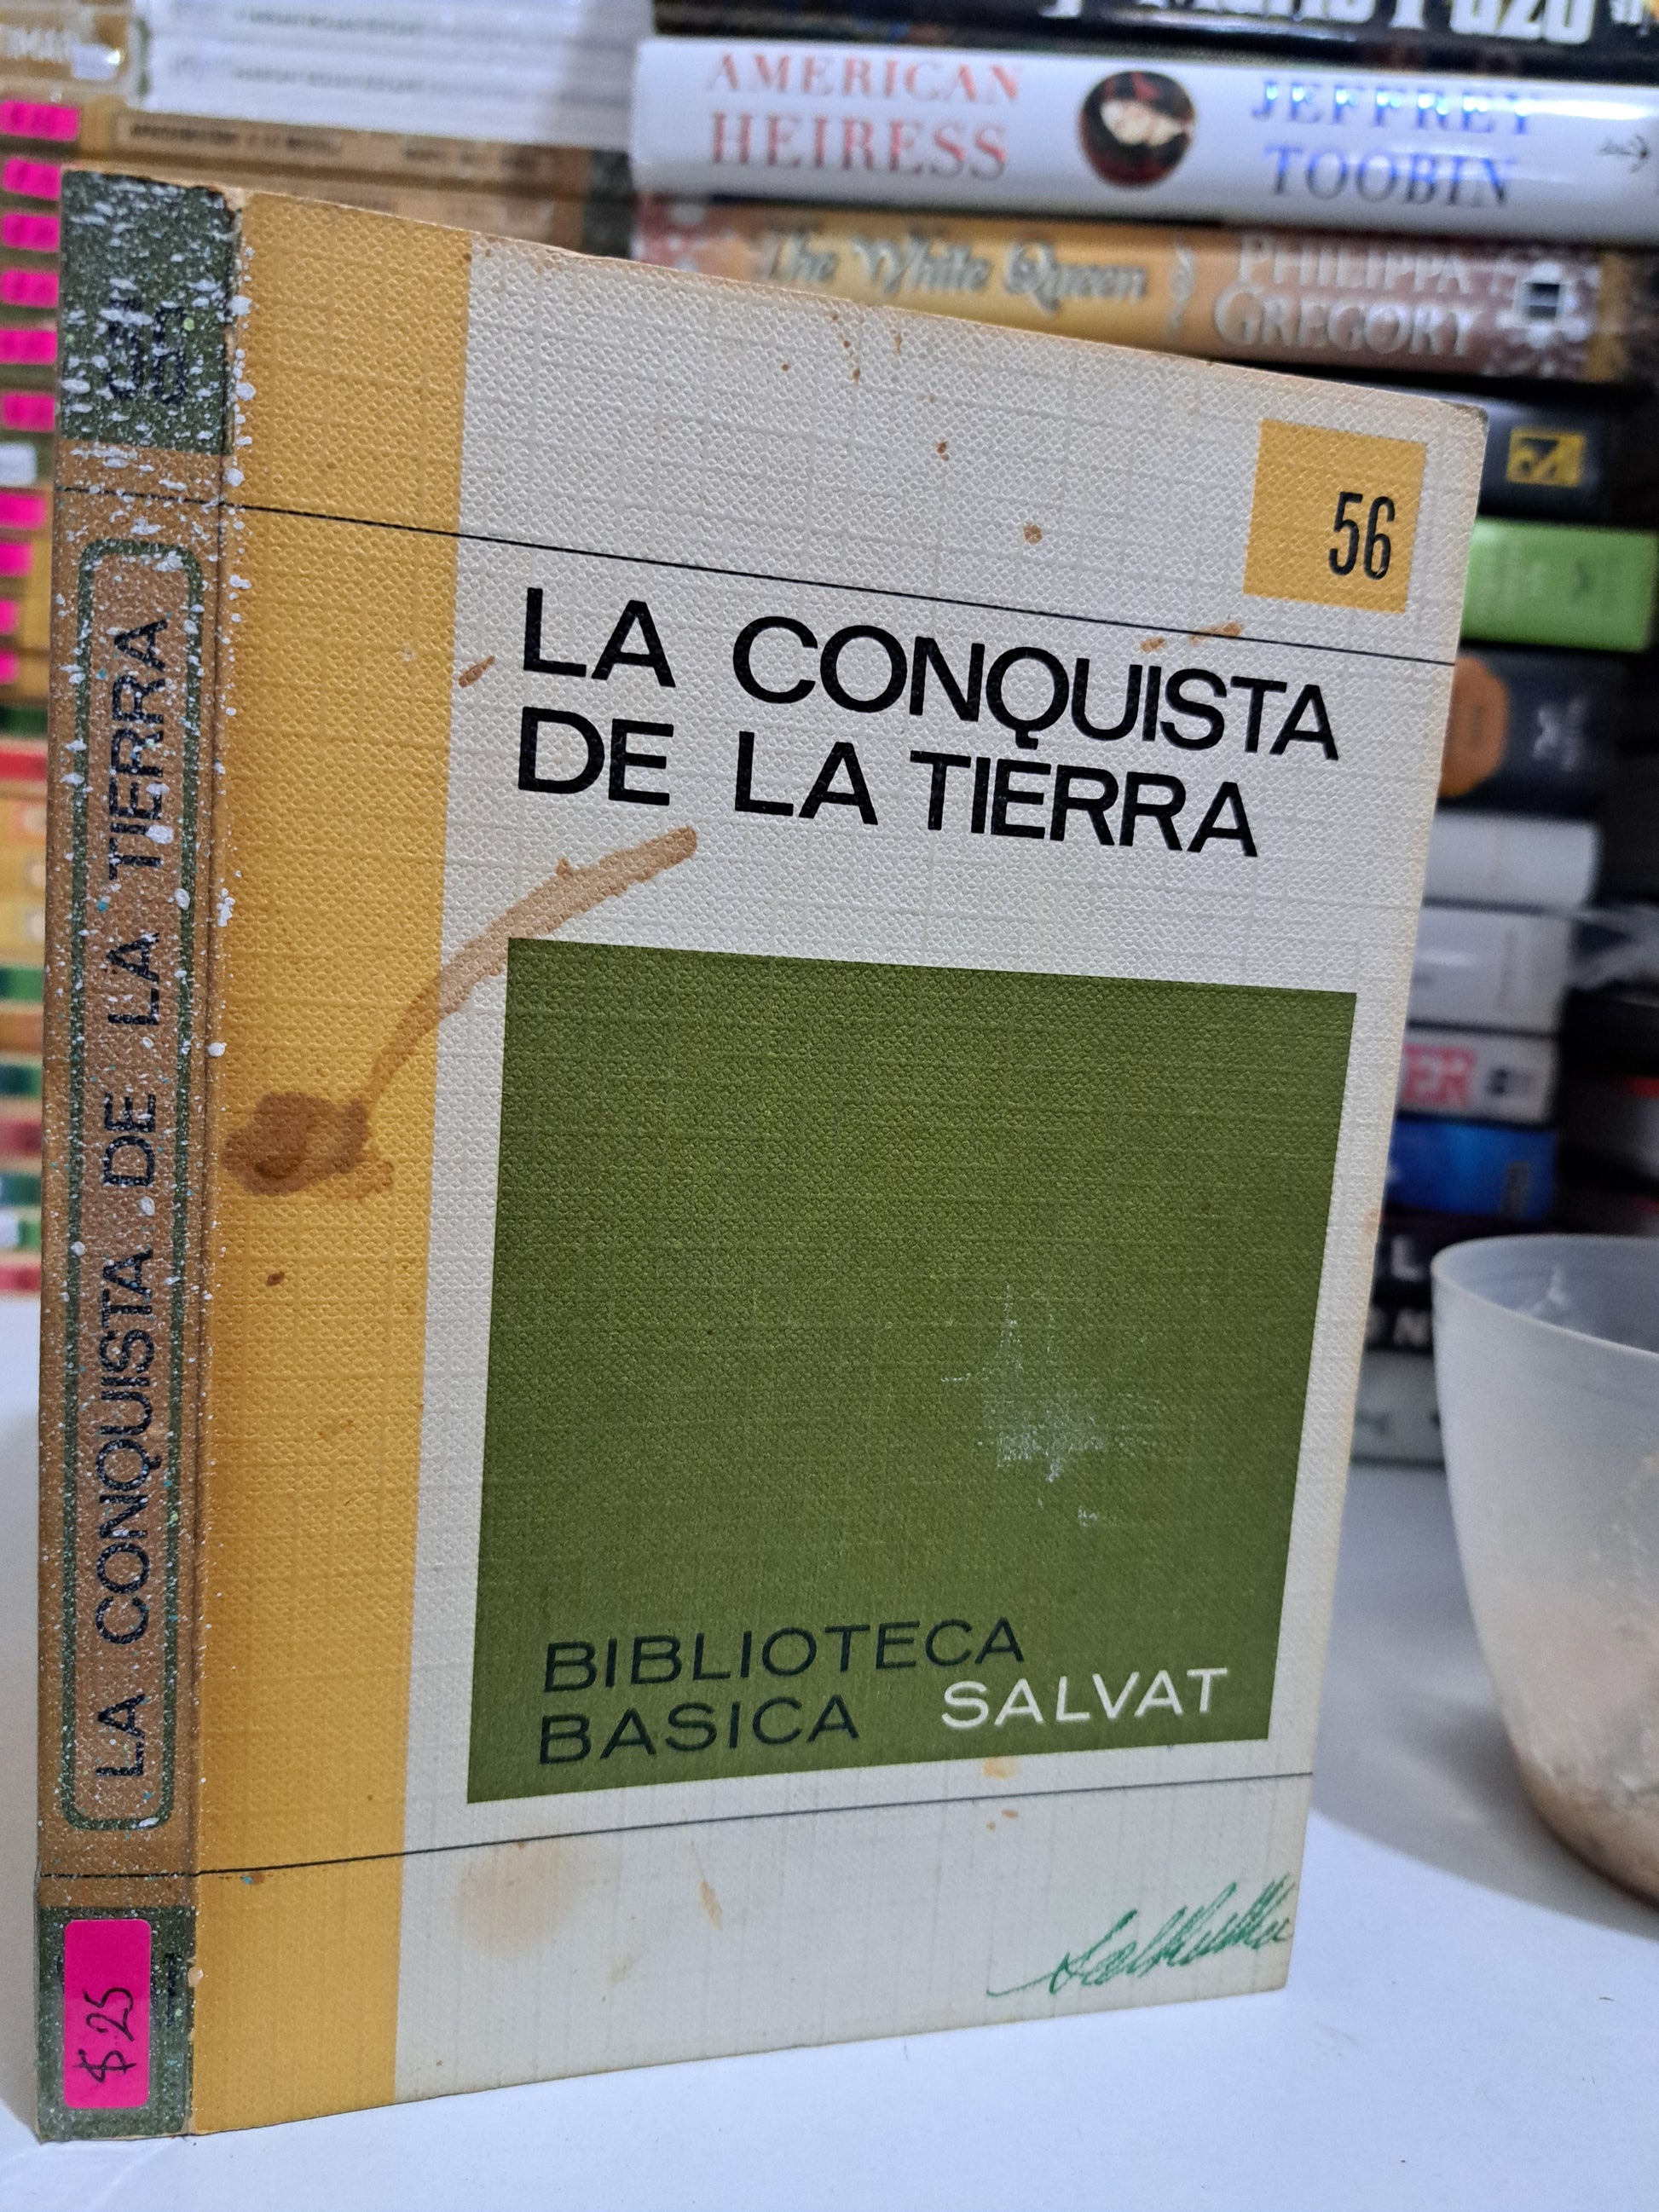 AMERICAN
HEIRESS
JEFFREY
TOOBIN
The White Queen
PHILIPPA
GREGORY
56
LA CONQUISTA
DE LA TIERRA
BIBLIOTECA
BASICA SALVAT
LA CONQUISTA DE LA TIERRA
$25